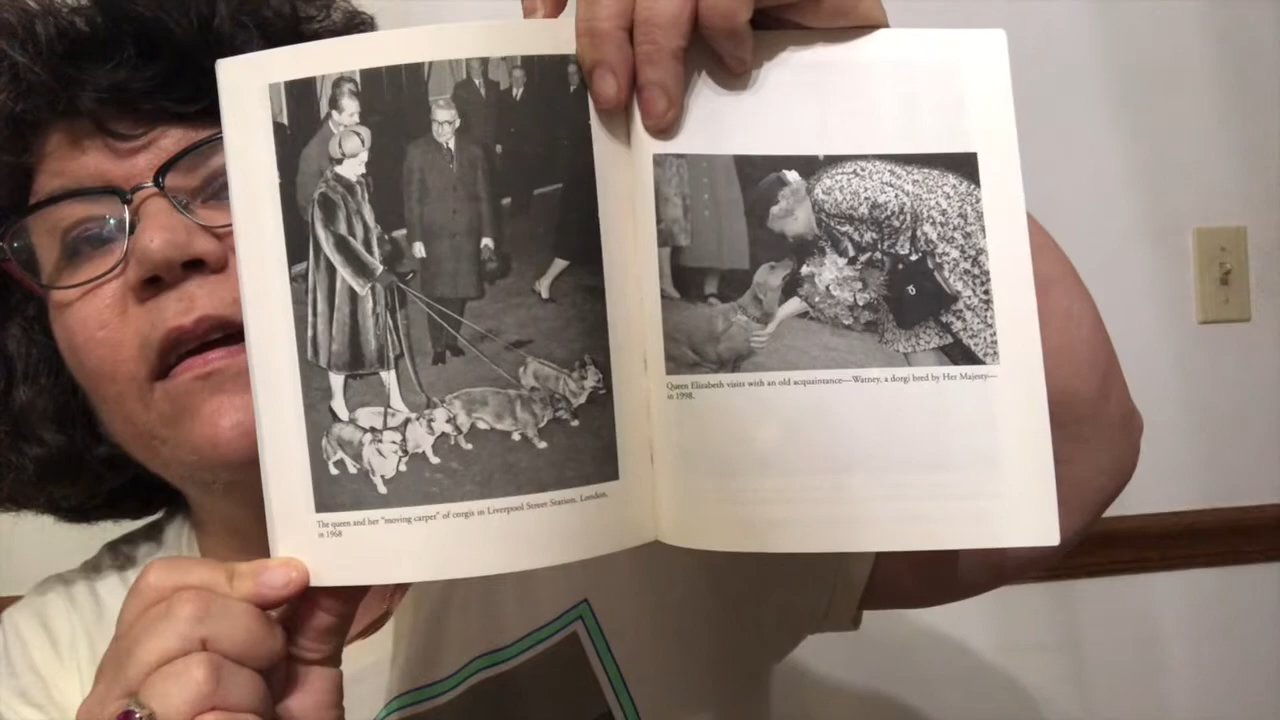 The queen and her "moving carpet" of corgis in Liverpool Street Station, London,
in 1968
Queen Elizabeth visits with an old acquaintance—Watney, a dorgi bred by Her Majesty—
in 1998.